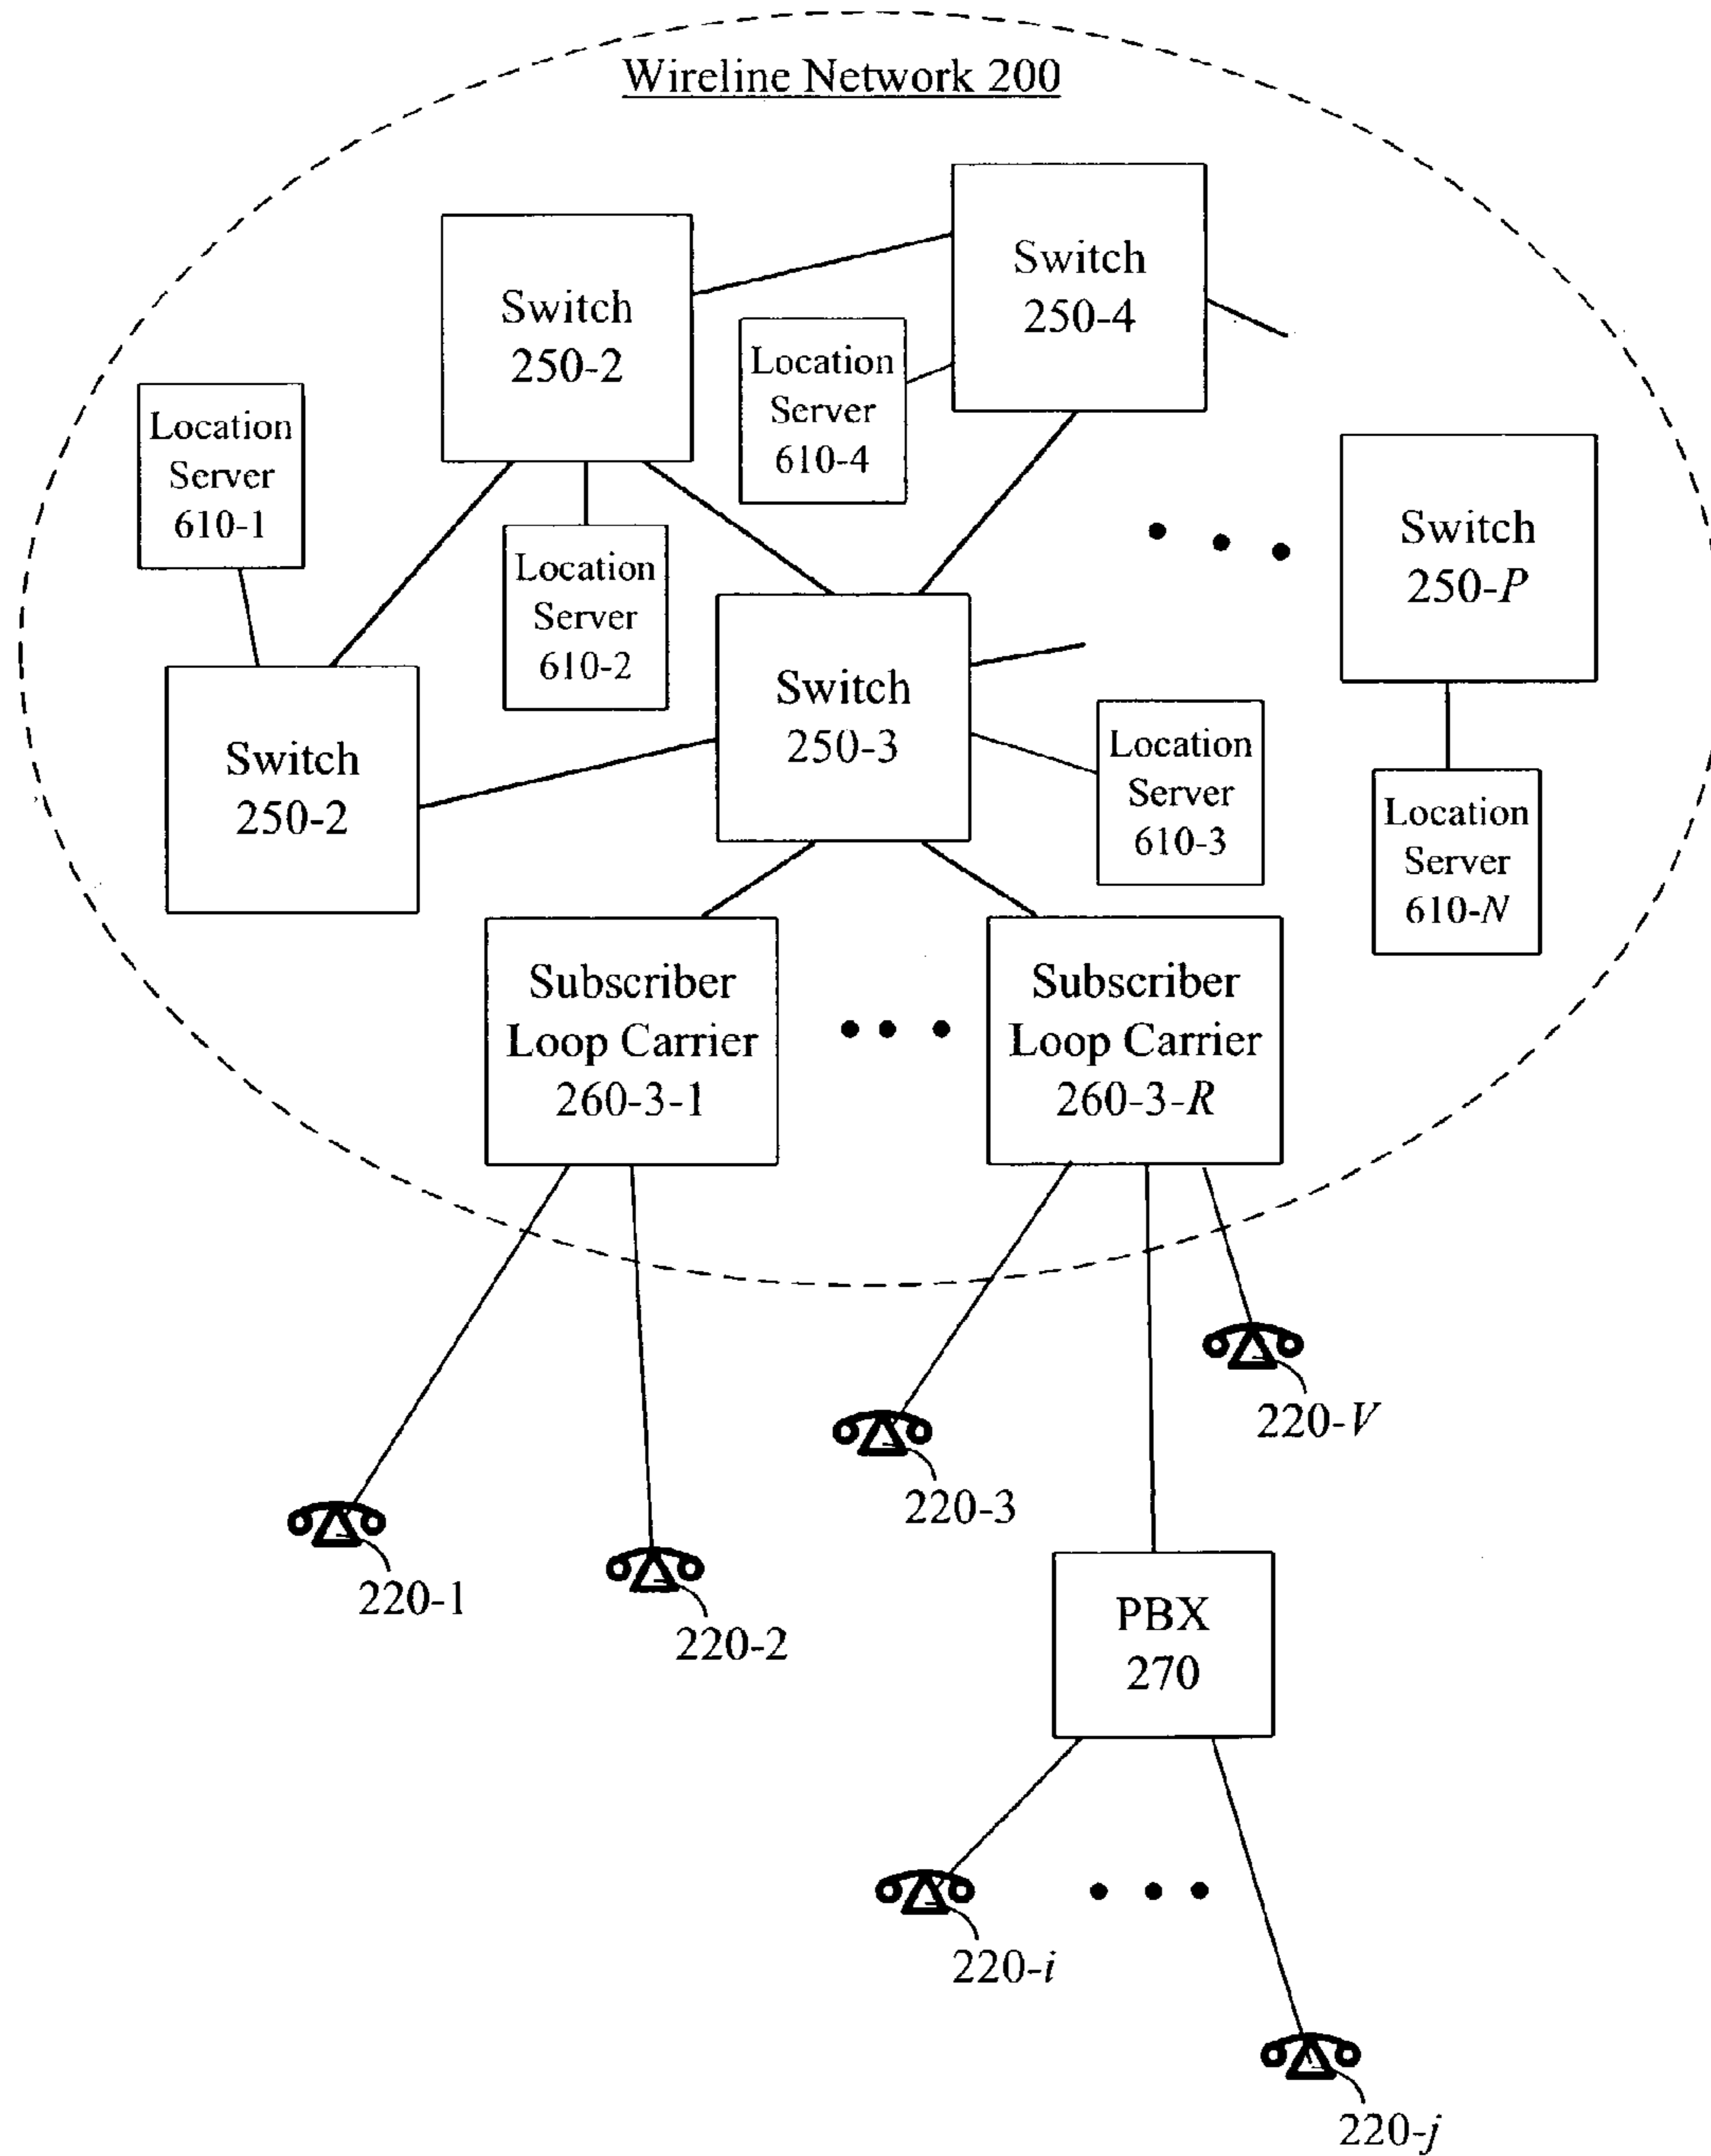 Wireline Network 200
Switch
250-4
Switch
250-2
Location
Server
610-4
Location
Server
610-1
Switch
250-P
Location
Server
610-2
Switch
250-3
Switch
250-2
Location
Server
610-3
Location
Server
610-N
Subscriber
Loop Carrier
260-3-1
Subscriber
Loop Carrier
260-3-R
220-V
220-3
220-1
220-2
PBX
270
220-i
220-j